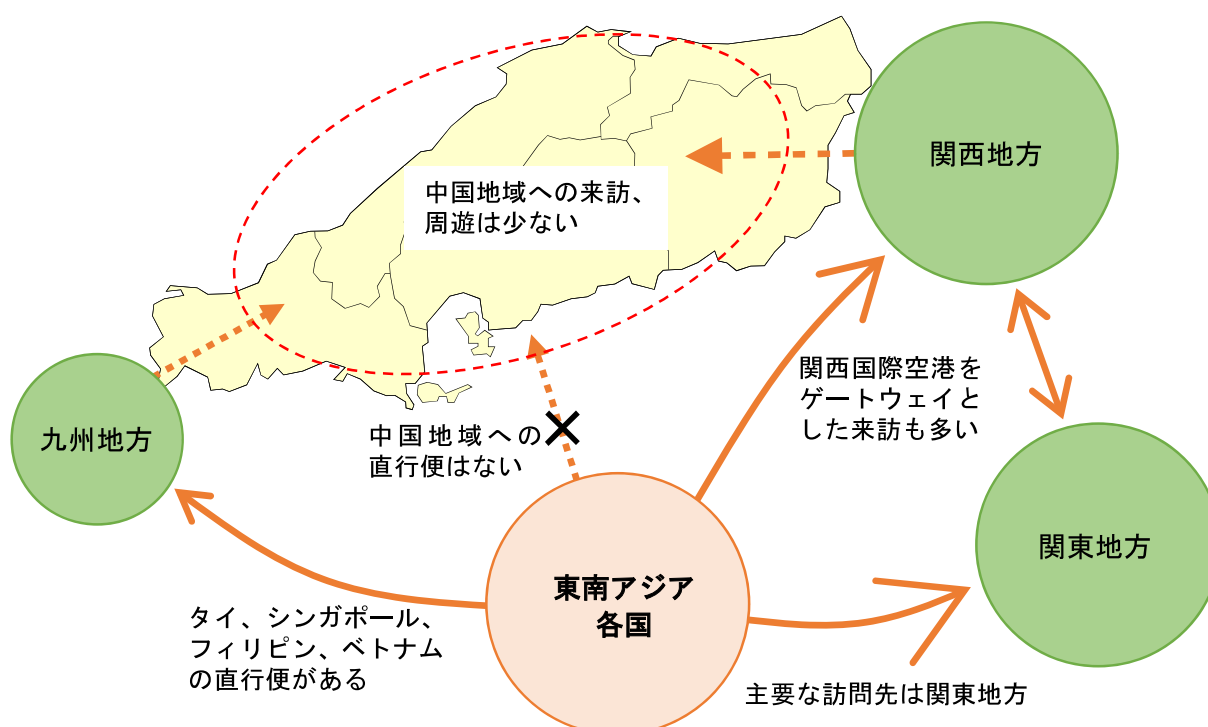 関西地方
中国地域への来訪、
周遊は少ない
関西国際空港を
ゲートウェイと
した来訪も多い
九州地方
中国地域への
直行便はない
関東地方
東南アジア
各国
タイ、シンガポール、
フィリピン、ベトナム
の直行便がある
主要な訪問先は関東地方